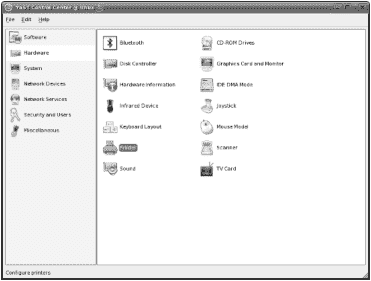 YaST Control Center @ linux
File Edit Help
Software
Hardware
System
Network Devices
Network Services
Security and Users
Miscellaneous
Bluetooth
CD-ROM Drives
Disk Controller
Graphics Card and Monitor
Hardware Information
IDE DMA Mode
Infrared Device
Joystick
Keyboard Layout
Mouse Model
Printer
Scanner
Sound
TV Card
Configure printers